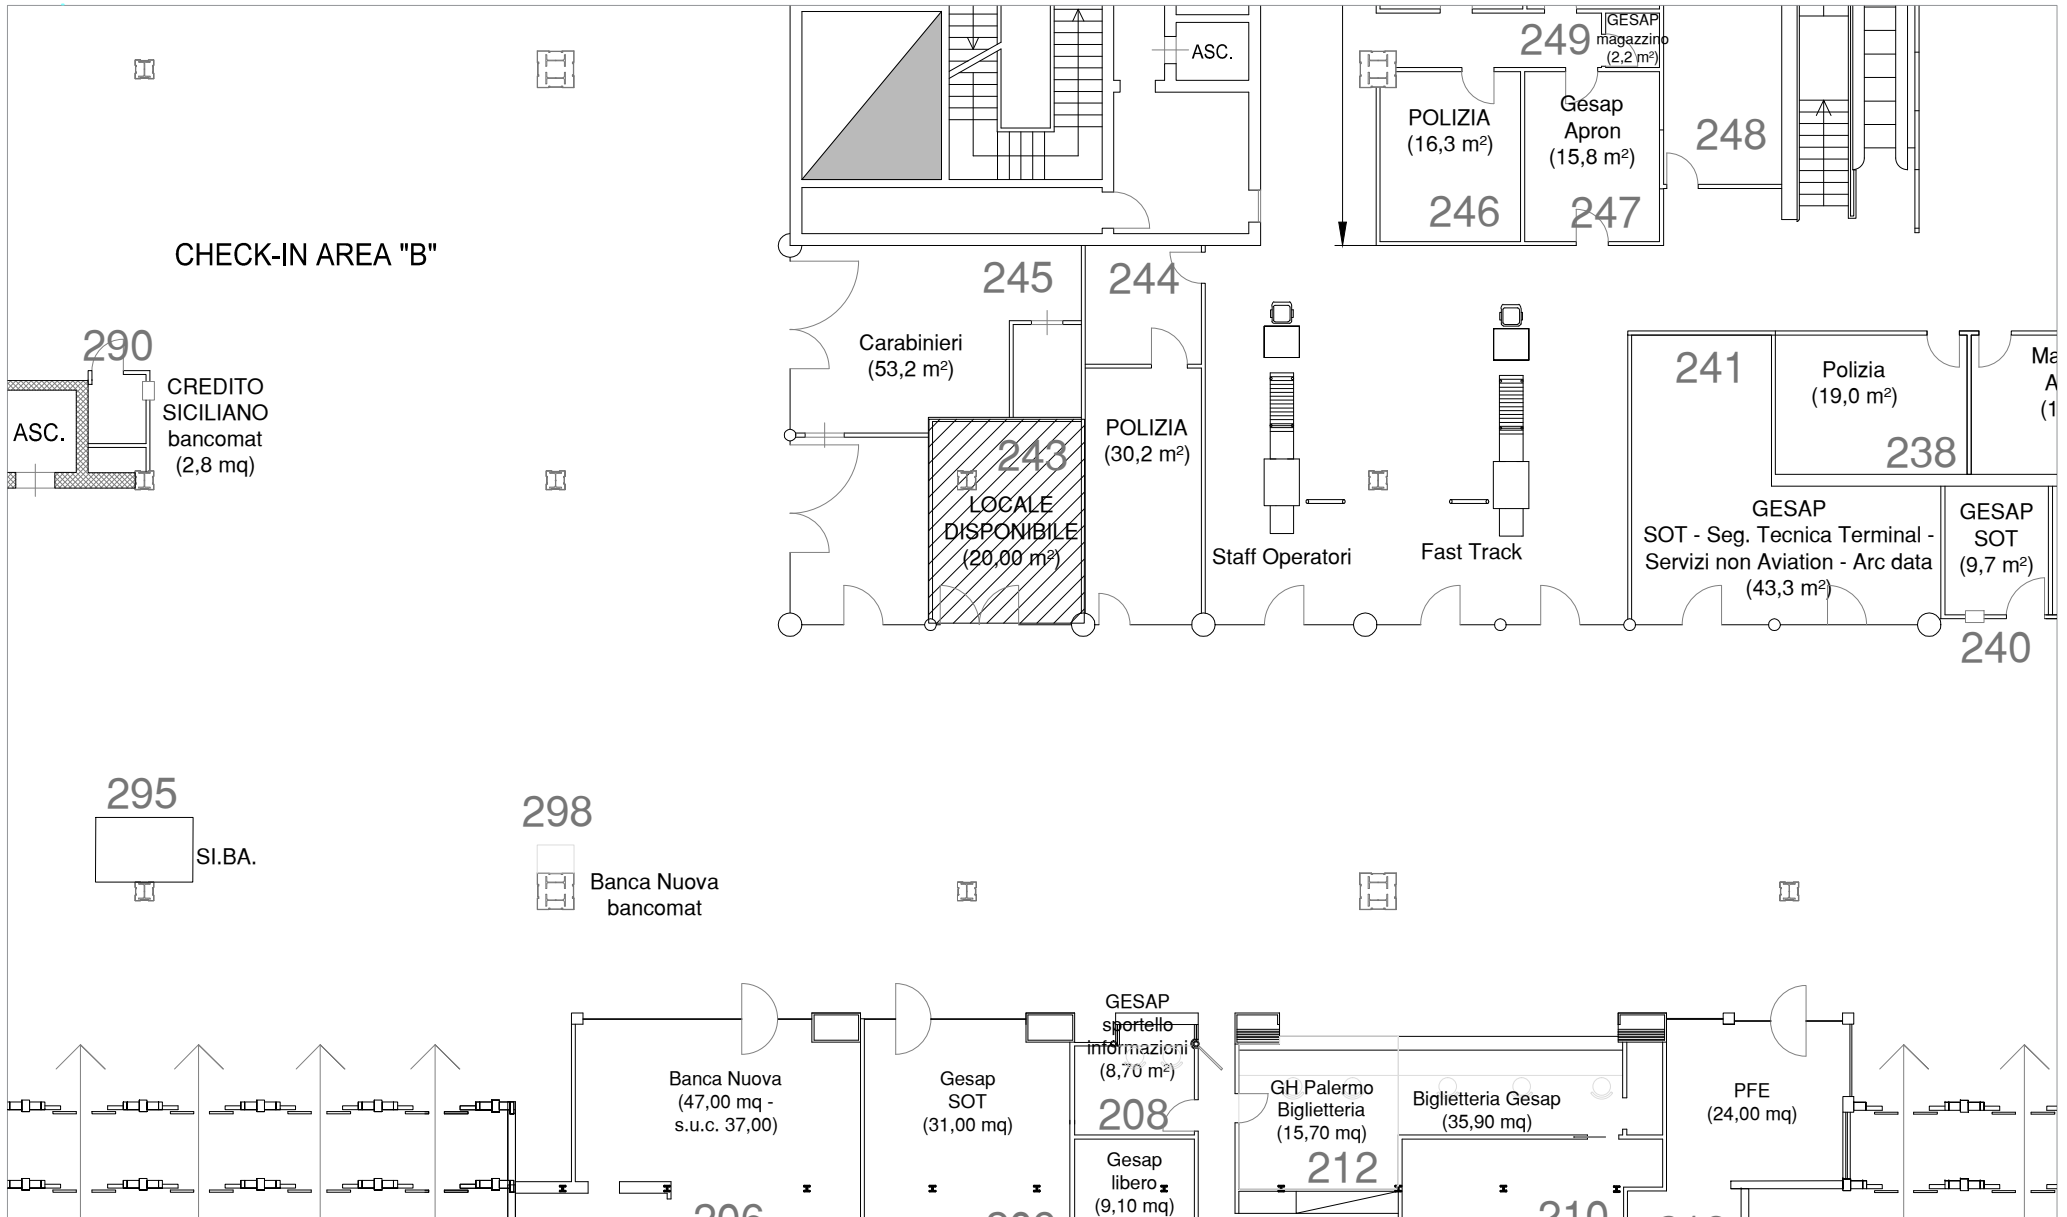 ASC.
249
GESAP
magazzino
(2,2 m²)
POLIZIA
(16,3 m²)
246
Gesap
Apron
(15,8 m²)
247
248
CHECK-IN AREA "B"
245
244
Carabinieri
(53,2 m²)
290
CREDITO
SICILIANO
bancomat
(2,8 mq)
ASC.
243
LOCALE
DISPONIBILE
(20,00 m²)
POLIZIA
(30,2 m²)
Staff Operatori
Fast Track
241
Polizia
(19,0 m²)
238
GESAP
SOT - Seg. Tecnica Terminal -
Servizi non Aviation - Arc data
(43,3 m²)
GESAP
SOT
(9,7 m²)
240
295
SI.BA.
298
Banca Nuova
bancomat
Banca Nuova
(47,00 mq -
s.u.c. 37,00)
Gesap
SOT
(31,00 mq)
GESAP
sportello
informazioni
(8,70 m²)
208
Gesap
libero
(9,10 mq)
GH Palermo
Biglietteria
(15,70 mq)
212
Biglietteria Gesap
(35,90 mq)
PFE
(24,00 mq)
206
210